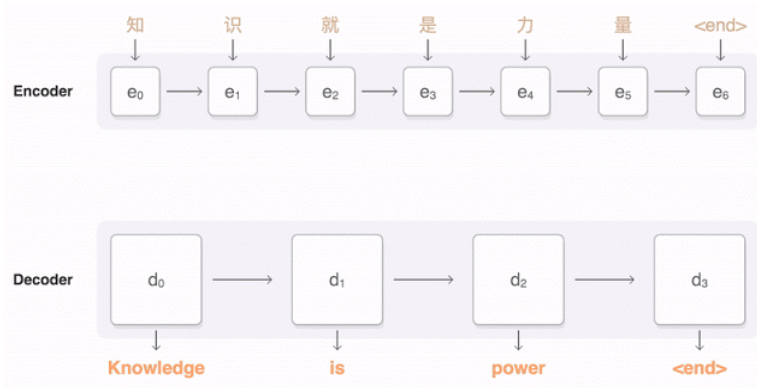 知 识 就 是 力 量 <end>
Encoder e₀ e₁ e₂ e₃ e₄ e₅ e₆
Decoder d₀ d₁ d₂ d₃
Knowledge is power <end>